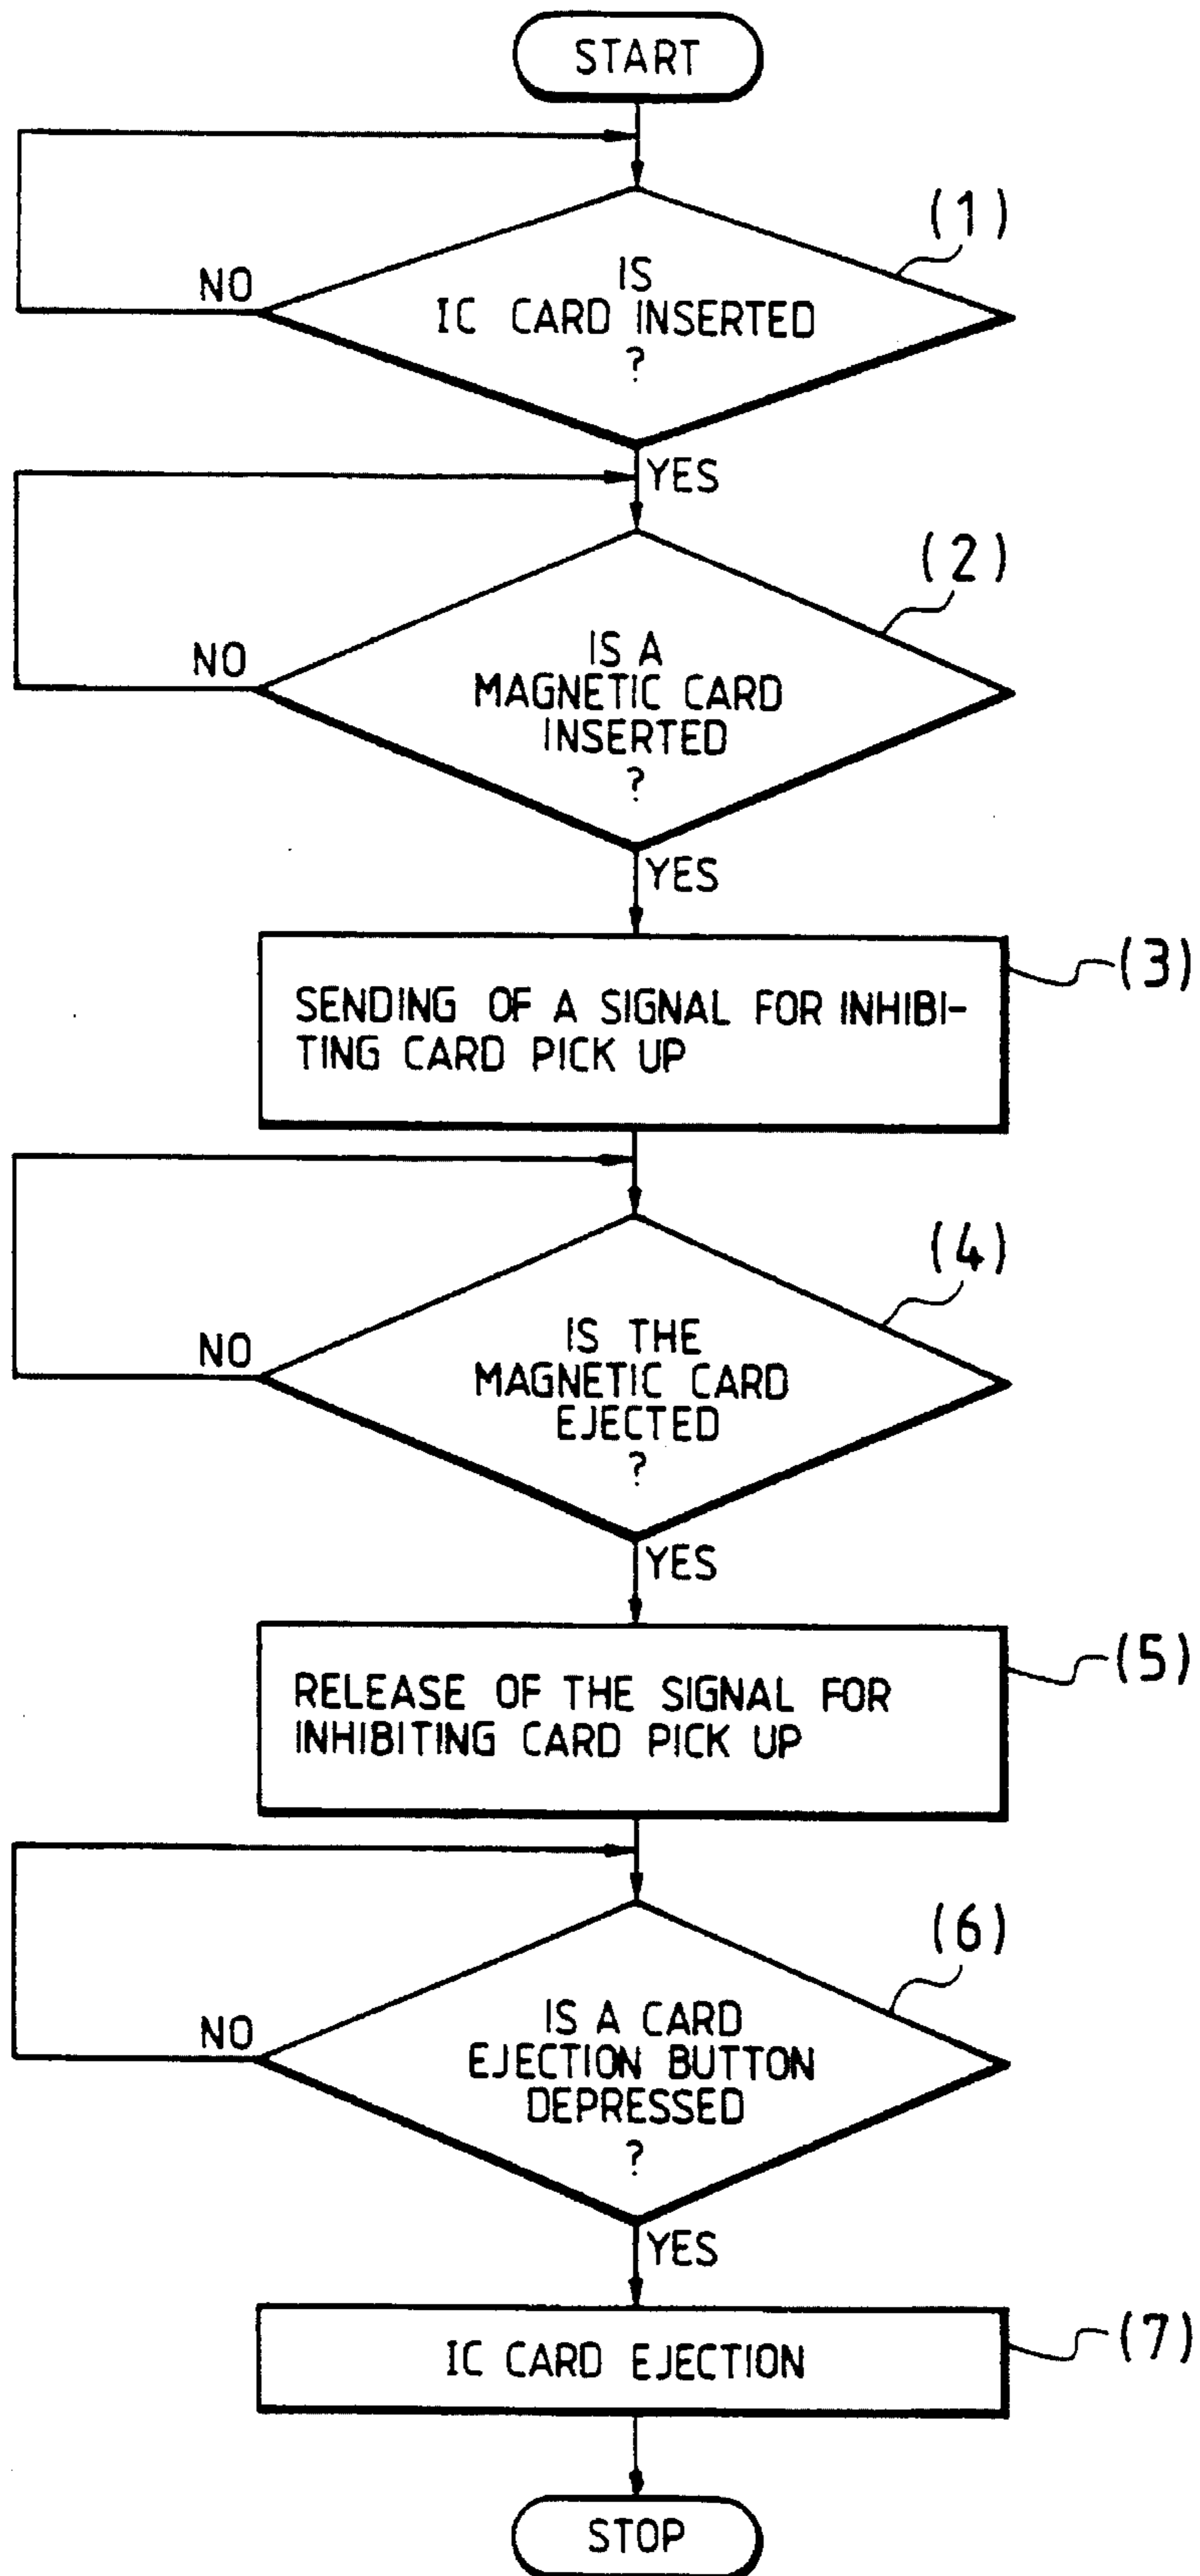 START
(1)
NO
IS
IC CARD INSERTED
?
YES
(2)
NO
IS A
MAGNETIC CARD
INSERTED
?
YES
(3)
SENDING OF A SIGNAL FOR INHIBI-
TING CARD PICK UP
(4)
NO
IS THE
MAGNETIC CARD
EJECTED
?
YES
(5)
RELEASE OF THE SIGNAL FOR
INHIBITING CARD PICK UP
(6)
NO
IS A CARD
EJECTION BUTTON
DEPRESSED
?
YES
(7)
IC CARD EJECTION
STOP